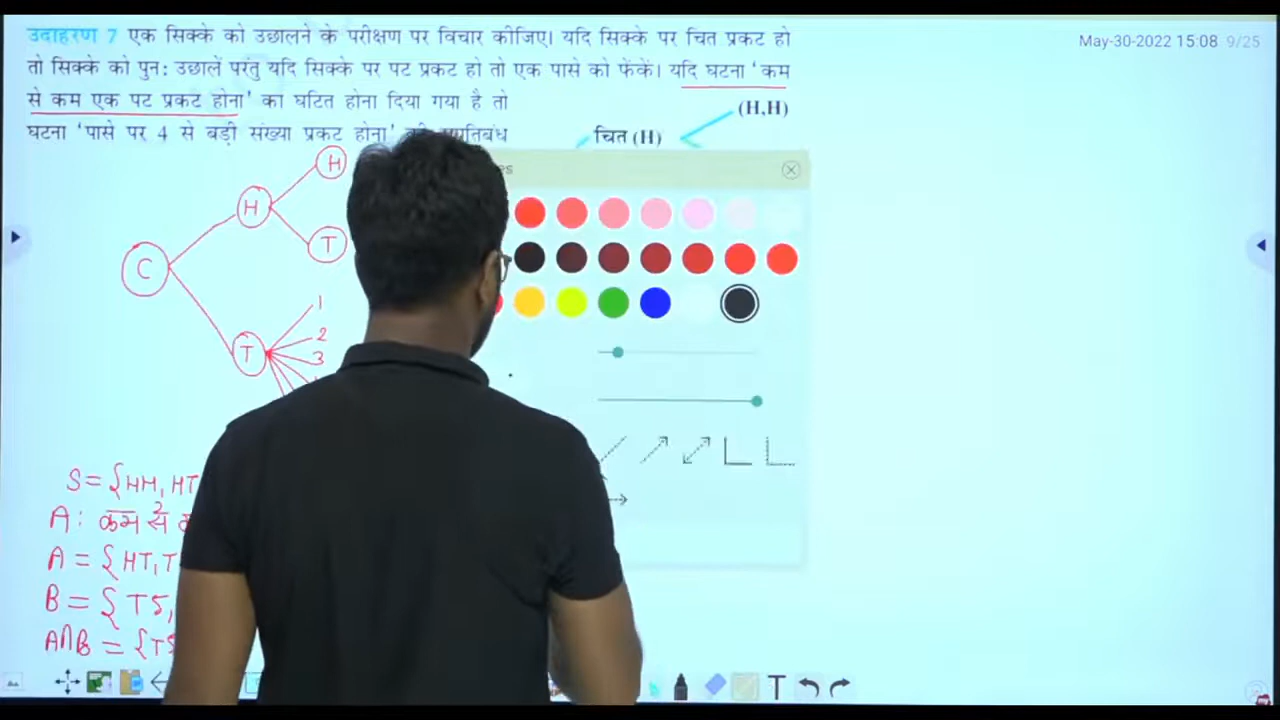 उदाहरण 7 एक सिक्के को उछालने के परीक्षण पर विचार कीजिए। यदि सिक्के पर चित प्रकट हो
May-30-2022 15:08 9/25
तो सिक्के को पुन: उछालें परंतु यदि सिक्के पर पट प्रकट हो तो एक पासे को फेंकें। यदि घटना 'कम
से कम एक पट प्रकट होना' का घटित होना दिया गया है तो
(H,H)
घटना 'पासे पर 4 से बड़ी संख्या प्रकट होना'
चित (H)
H
H
T
C
1
T
2
3
S = {HH, HT
A : कम से
A = {HT, T
B = { T5,
A∩B = {T5
T